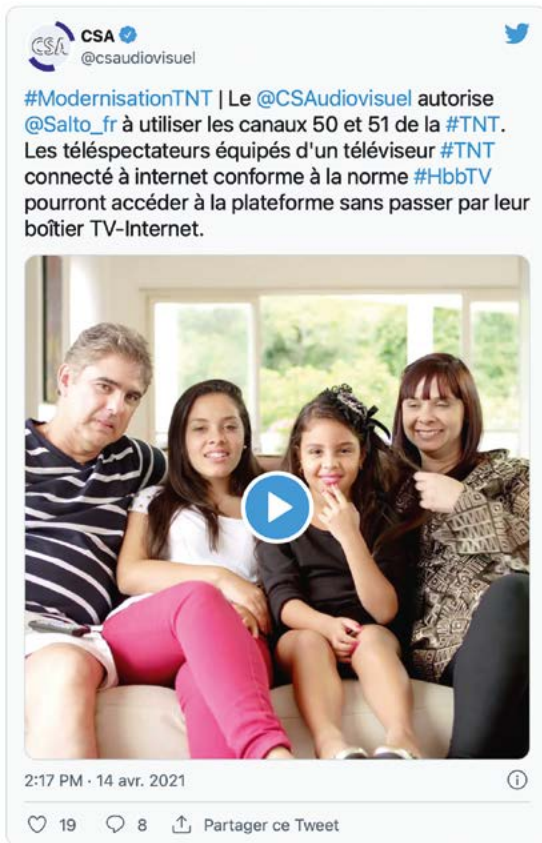 CSA
CSA
@csaudiovisuel
#ModernisationTNT | Le @CSAudiovisuel autorise
@Salto_fr à utiliser les canaux 50 et 51 de la #TNT.
Les téléspectateurs équipés d'un téléviseur #TNT
connecté à internet conforme à la norme #HbbTV
pourront accéder à la plateforme sans passer par leur
boîtier TV-Internet.
2:17 PM · 14 avr. 2021
19 8 Partager ce Tweet